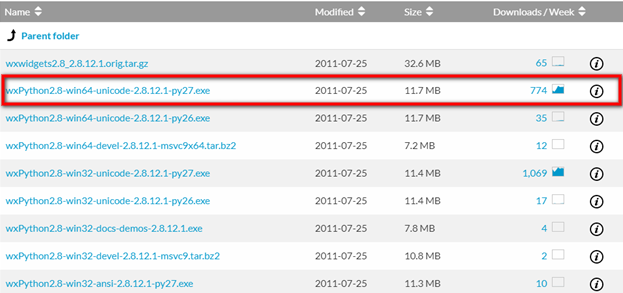 Name Modified Size Downloads / Week
Parent folder
wxwidgets2.8_2.8.12.1.orig.tar.gz 2011-07-25 32.6 MB 65
wxPython2.8-win64-unicode-2.8.12.1-py27.exe 2011-07-25 11.7 MB 774
wxPython2.8-win64-unicode-2.8.12.1-py26.exe 2011-07-25 11.7 MB 35
wxPython2.8-win64-devel-2.8.12.1-msvc9x64.tar.bz2 2011-07-25 7.2 MB 12
wxPython2.8-win32-unicode-2.8.12.1-py27.exe 2011-07-25 11.4 MB 1,069
wxPython2.8-win32-unicode-2.8.12.1-py26.exe 2011-07-25 11.4 MB 17
wxPython2.8-win32-docs-demos-2.8.12.1.exe 2011-07-25 7.8 MB 4
wxPython2.8-win32-devel-2.8.12.1-msvc9.tar.bz2 2011-07-25 10.8 MB 2
wxPython2.8-win32-ansi-2.8.12.1-py27.exe 2011-07-25 11.3 MB 10